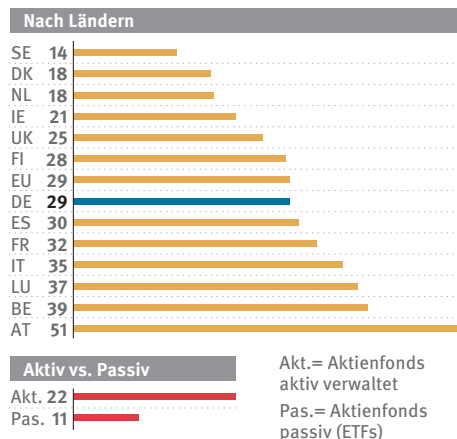 Nach Ländern
SE 14
DK 18
NL 18
IE 21
UK 25
FI 28
EU 29
DE 29
ES 30
FR 32
IT 35
LU 37
BE 39
AT 51
Aktiv vs. Passiv
Akt. 22
Pas. 11
Akt.= Aktienfonds
aktiv verwaltet
Pas.= Aktienfonds
passiv (ETFs)